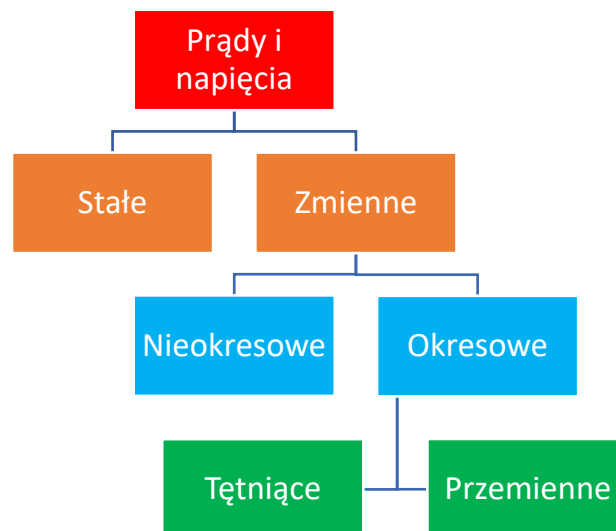 Prądy i
napięcia
Stałe
Zmienne
Nieokresowe
Okresowe
Tętniące
Przemienne